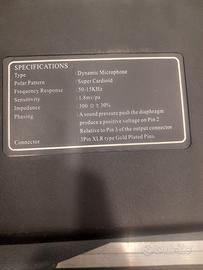 SPECIFICATIONS
Type : Dynamic Microphone
Polar Pattern : Super Cardioid
Frequency Response : 50-15KHz
Sensitivity : 1.8mv/pa
Impedance : 300 Ω ± 30%
Phasing : A sound pressure push the diaphragm
produce a positive voltage on Pin 2
Relative to Pin 3 of the output connector
Connector : 3Pin XLR type Gold Plated Pins.